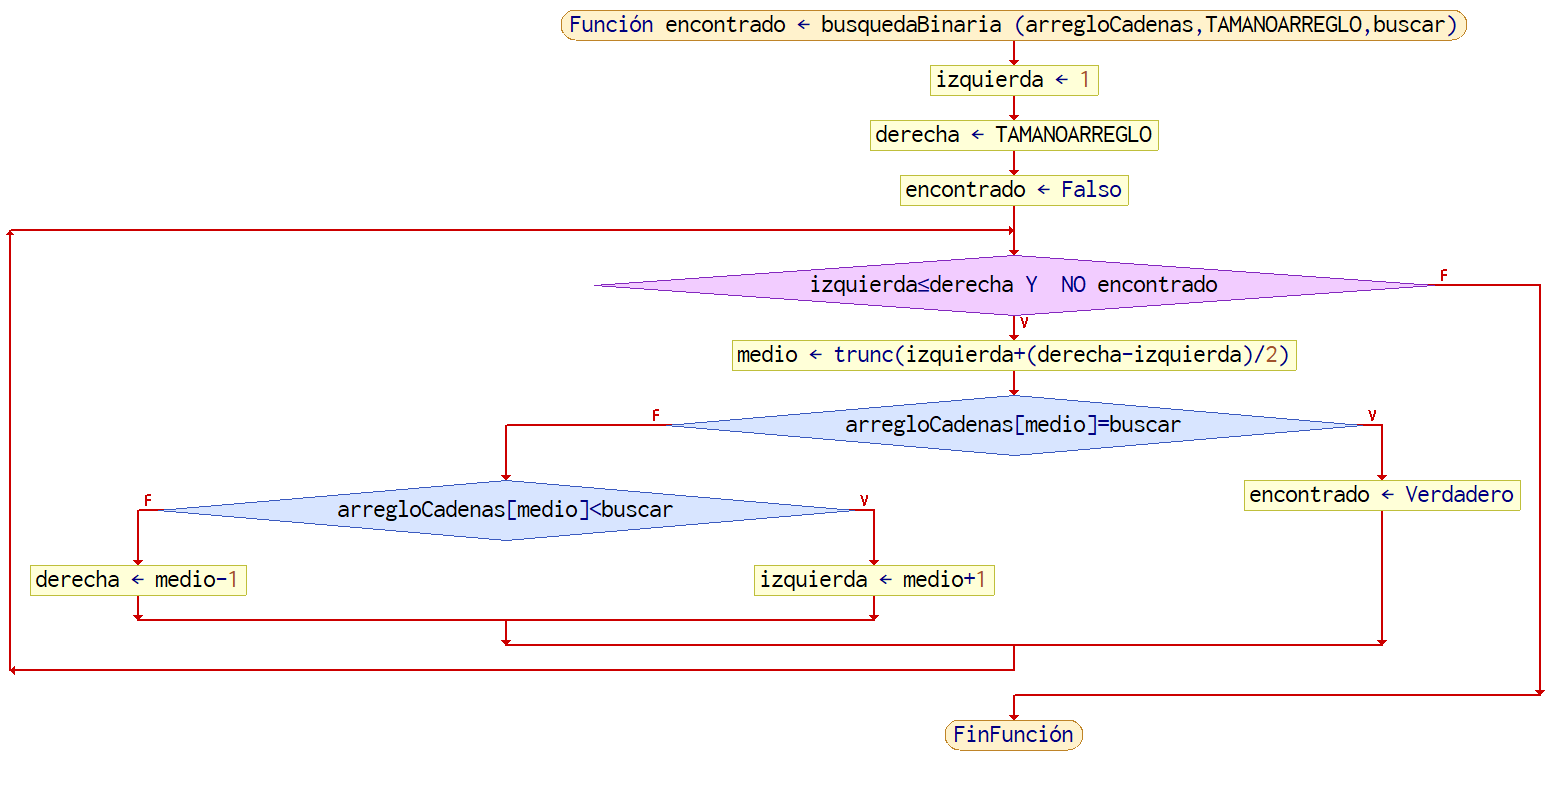 Función encontrado ← busquedaBinaria (arregloCadenas,TAMANOARREGLO,buscar)
izquierda ← 1
derecha ← TAMANOARREGLO
encontrado ← Falso
izquierda≤derecha Y  NO encontrado
F
V
medio ← trunc(izquierda+(derecha-izquierda)/2)
F
arregloCadenas[medio]=buscar
V
F
arregloCadenas[medio]<buscar
V
encontrado ← Verdadero
derecha ← medio-1
izquierda ← medio+1
FinFunción